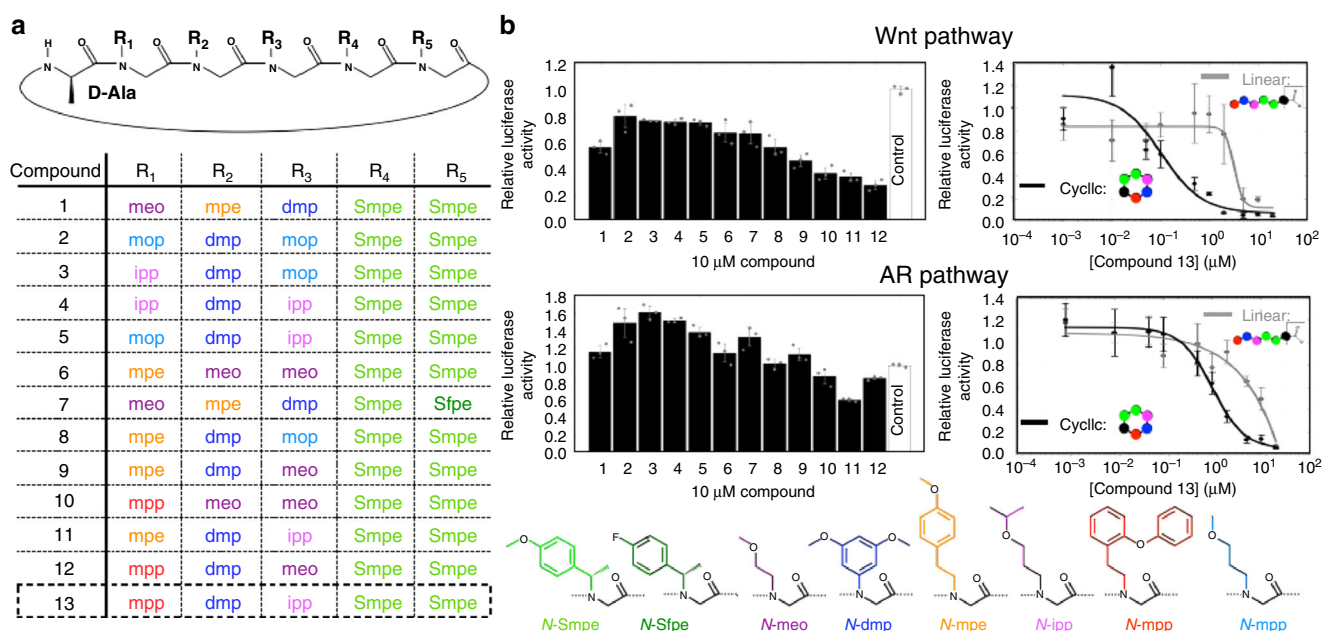 a
H R1 O R2 O R3 O R4 O R5 O
N N N N N N
O O
D-Ala
Compound R1 R2 R3 R4 R5
1 meo mpe dmp Smpe Smpe
2 mop dmp mop Smpe Smpe
3 ipp dmp mop Smpe Smpe
4 ipp dmp ipp Smpe Smpe
5 mop dmp ipp Smpe Smpe
6 mpe meo meo Smpe Smpe
7 meo mpe dmp Smpe Sfpe
8 mpe dmp mop Smpe Smpe
9 mpe dmp meo Smpe Smpe
10 mpp meo meo Smpe Smpe
11 mpe dmp ipp Smpe Smpe
12 mpp dmp meo Smpe Smpe
13 mpp dmp ipp Smpe Smpe
b
Wnt pathway
Relative luciferase
activity
1.2
1.0
0.8
0.6
0.4
0.2
0.0
Control
1 2 3 4 5 6 7 8 9 10 11 12
10 μM compound
Relative luciferase
activity
1.4
1.2
1.0
0.8
0.6
0.4
0.2
0.0
Linear:
Cycllc:
10−4 10−3 10−2 10−1 100 101 102
[Compound 13] (μM)
AR pathway
Relative luciferase
activity
1.8
1.6
1.4
1.2
1.0
0.8
0.6
0.4
0.2
0.0
Control
1 2 3 4 5 6 7 8 9 10 11 12
10 μM compound
Relative luciferase
activity
1.4
1.2
1.0
0.8
0.6
0.4
0.2
0.0
Linear:
Cycllc:
10−4 10−3 10−2 10−1 100 101 102
[Compound 13] (μM)
O O N
F O N
O O N
O O O N
O O N
O O N
O O N
O O N
N-Smpe N-Sfpe N-meo N-dmp N-mpe N-ipp N-mpp N-mpp